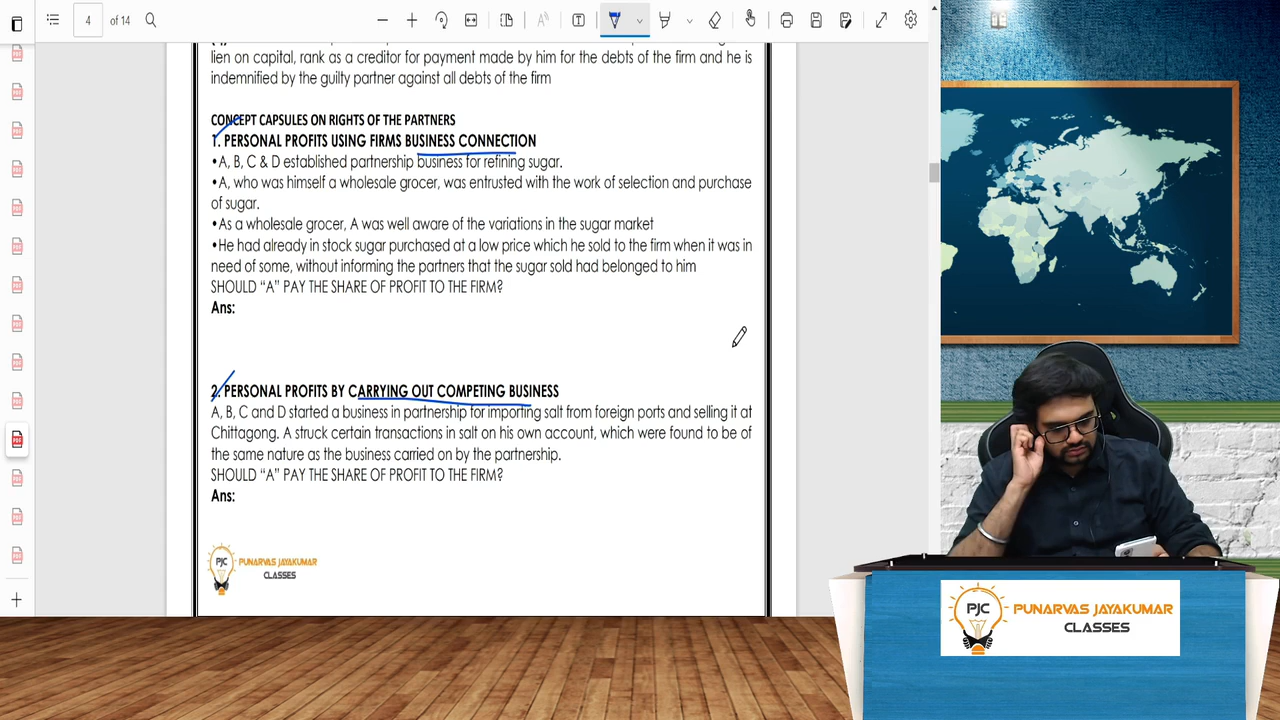 4 of 14
lien on capital, rank as a creditor for payment made by him for the debts of the firm and he is
indemnified by the guilty partner against all debts of the firm
CONCEPT CAPSULES ON RIGHTS OF THE PARTNERS
1. PERSONAL PROFITS USING FIRMS BUSINESS CONNECTION
•A, B, C & D established partnership business for refining sugar.
•A, who was himself a wholesale grocer, was entrusted with the work of selection and purchase
of sugar.
•As a wholesale grocer, A was well aware of the variations in the sugar market
•He had already in stock sugar purchased at a low price which he sold to the firm when it was in
need of some, without informing the partners that the sugar sold had belonged to him
SHOULD “A” PAY THE SHARE OF PROFIT TO THE FIRM?
Ans:
2. PERSONAL PROFITS BY CARRYING OUT COMPETING BUSINESS
A, B, C and D started a business in partnership for importing salt from foreign ports and selling it at
Chittagong. A struck certain transactions in salt on his own account, which were found to be of
the same nature as the business carried on by the partnership.
SHOULD “A” PAY THE SHARE OF PROFIT TO THE FIRM?
Ans:
PJC PUNARVAS JAYAKUMAR
CLASSES
PJC PUNARVAS JAYAKUMAR
CLASSES